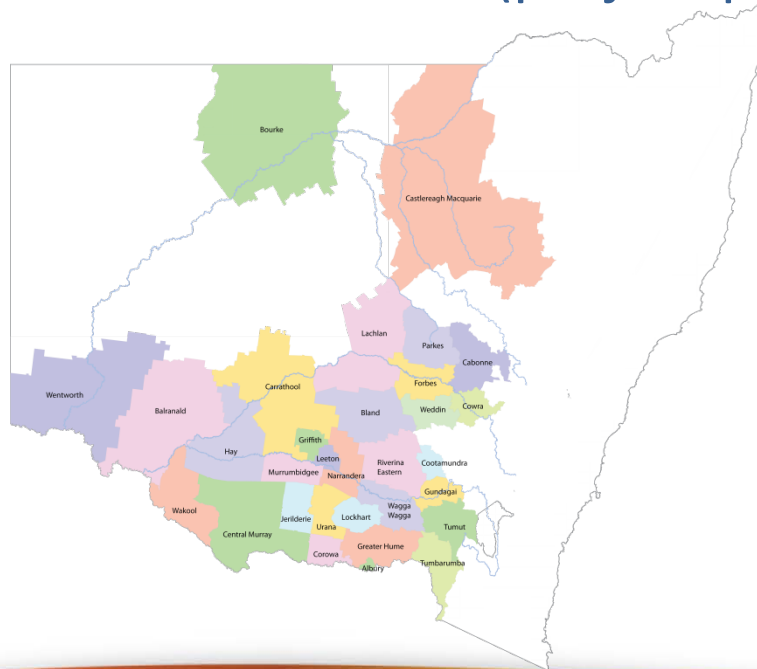 Bourke
Castlereagh Macquarie
Lachlan
Parkes
Cabonne
Wentworth
Carrathool
Forbes
Balranald
Bland
Weddin
Cowra
Griffith
Hay
Leeton
Riverina
Eastern
Cootamundra
Murrumbidgee
Narrandera
Gundagai
Wakool
Wagga
Wagga
Jerilderie
Lockhart
Urana
Tumut
Central Murray
Greater Hume
Corowa
Tumbarumba
Albury